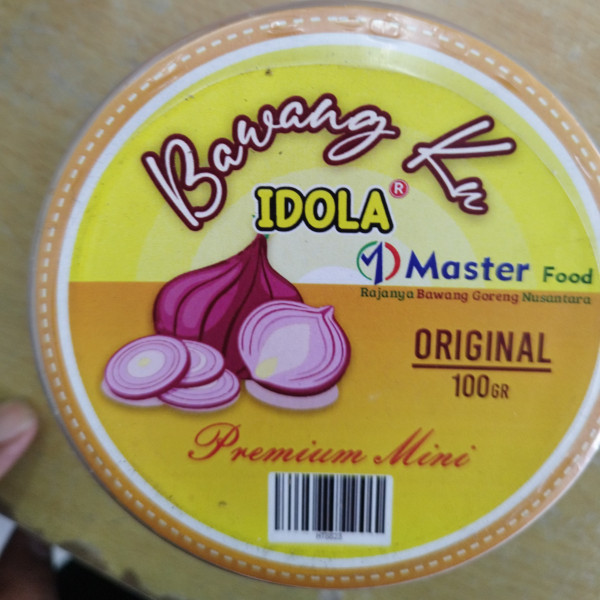 Bawang Ku
IDOLA ®
Master Food
Rajanya Bawang Goreng Nusantara
ORIGINAL
100GR
Premium Mini